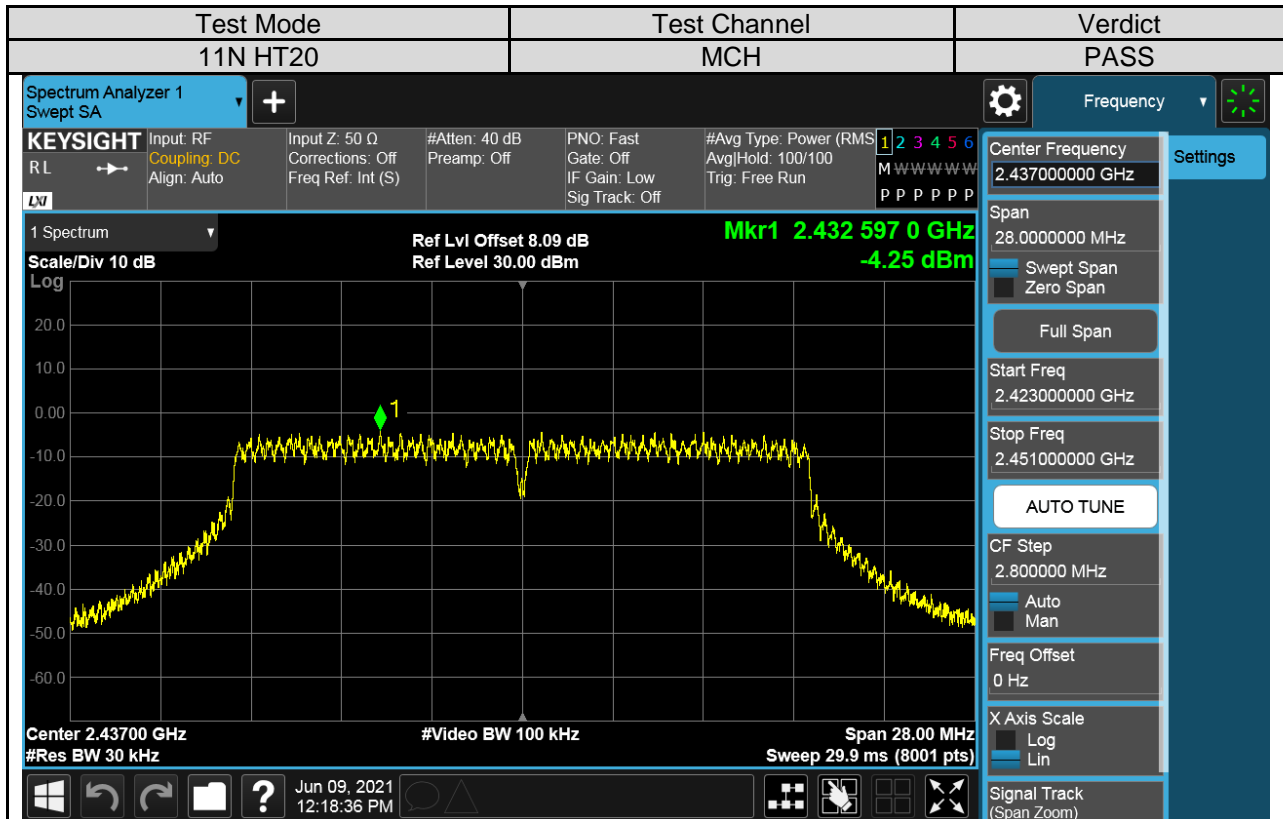 Test Mode Test Channel Verdict
11N HT20 MCH PASS
Spectrum Analyzer 1
Swept SA
Frequency
KEYSIGHT
RL
LXI
Input: RF
Coupling: DC
Align: Auto
Input Z: 50 Ω
Corrections: Off
Freq Ref: Int (S)
#Atten: 40 dB
Preamp: Off
PNO: Fast
Gate: Off
IF Gain: Low
Sig Track: Off
#Avg Type: Power (RMS
Avg|Hold: 100/100
Trig: Free Run
1 2 3 4 5 6
M W W W W W
P P P P P P
1 Spectrum
Scale/Div 10 dB
Ref Lvl Offset 8.09 dB
Ref Level 30.00 dBm
Mkr1 2.432 597 0 GHz
-4.25 dBm
Log
20.0
10.0
0.00
-10.0
-20.0
-30.0
-40.0
-50.0
-60.0
1
Center 2.43700 GHz
#Res BW 30 kHz
#Video BW 100 kHz
Span 28.00 MHz
Sweep 29.9 ms (8001 pts)
Jun 09, 2021
12:18:36 PM
Center Frequency
2.437000000 GHz
Settings
Span
28.0000000 MHz
Swept Span
Zero Span
Full Span
Start Freq
2.423000000 GHz
Stop Freq
2.451000000 GHz
AUTO TUNE
CF Step
2.800000 MHz
Auto
Man
Freq Offset
0 Hz
X Axis Scale
Log
Lin
Signal Track
(Span Zoom)